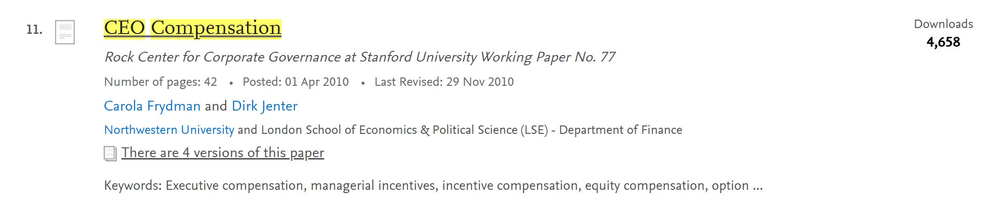 11.
CEO Compensation
Downloads
4,658
Rock Center for Corporate Governance at Stanford University Working Paper No. 77
Number of pages: 42 • Posted: 01 Apr 2010 • Last Revised: 29 Nov 2010
Carola Frydman and Dirk Jenter
Northwestern University and London School of Economics & Political Science (LSE) - Department of Finance
There are 4 versions of this paper
Keywords: Executive compensation, managerial incentives, incentive compensation, equity compensation, option ...